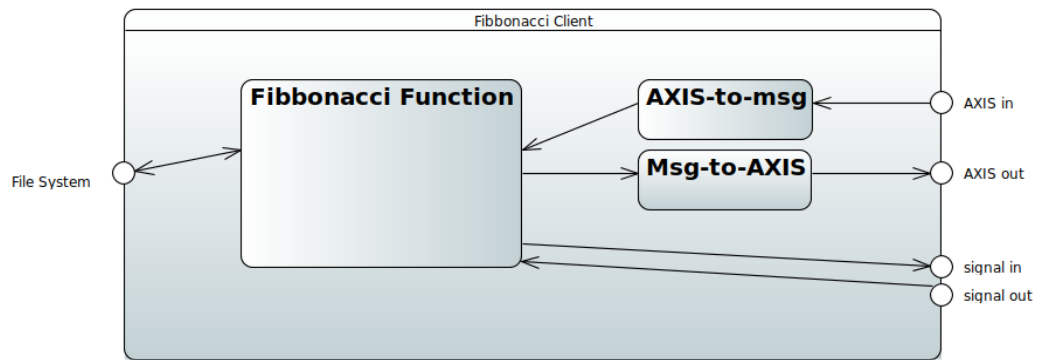 Fibbonacci Client
Fibbonacci Function
AXIS-to-msg
AXIS in
Msg-to-AXIS
AXIS out
File System
signal in
signal out